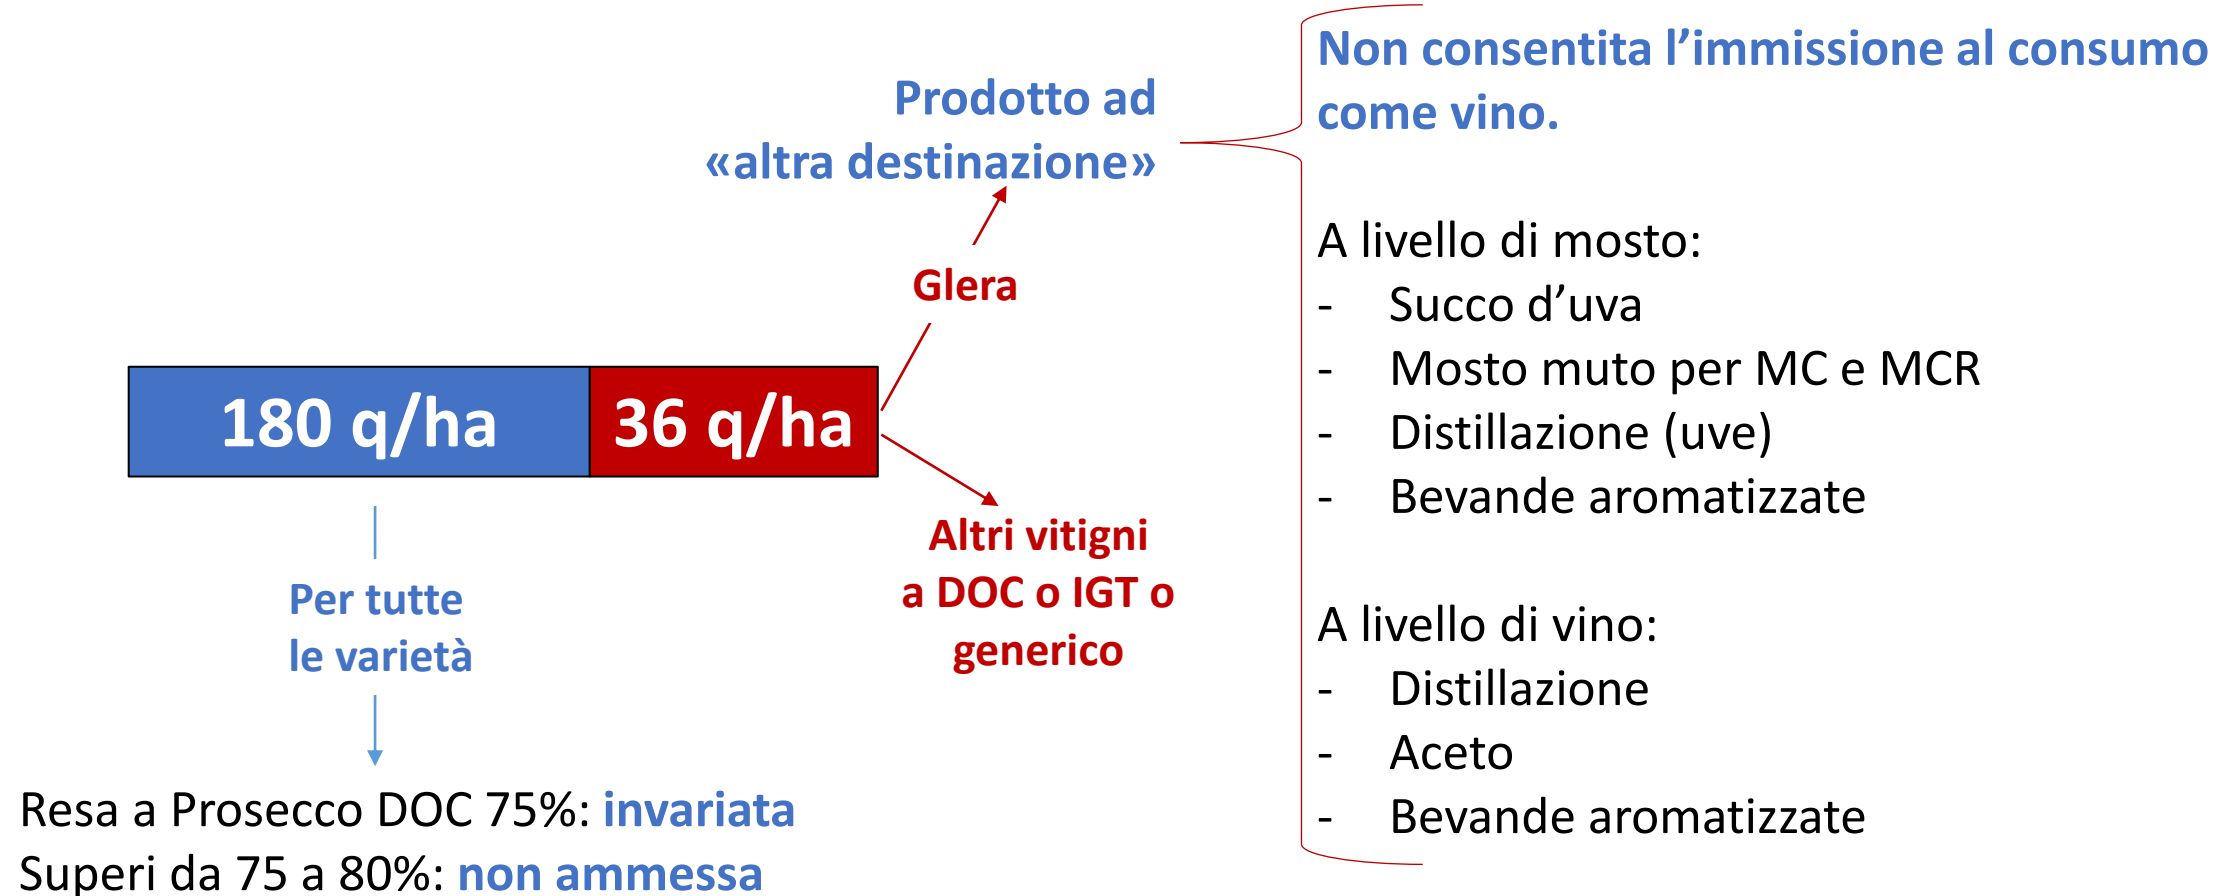 Prodotto ad
«altra destinazione»
Glera
180 q/ha
36 q/ha
Altri vitigni
a DOC o IGT o
generico
Per tutte
le varietà
Resa a Prosecco DOC 75%: invariata
Superi da 75 a 80%: non ammessa
Non consentita l’immissione al consumo
come vino.
A livello di mosto:
- Succo d’uva
- Mosto muto per MC e MCR
- Distillazione (uve)
- Bevande aromatizzate
A livello di vino:
- Distillazione
- Aceto
- Bevande aromatizzate